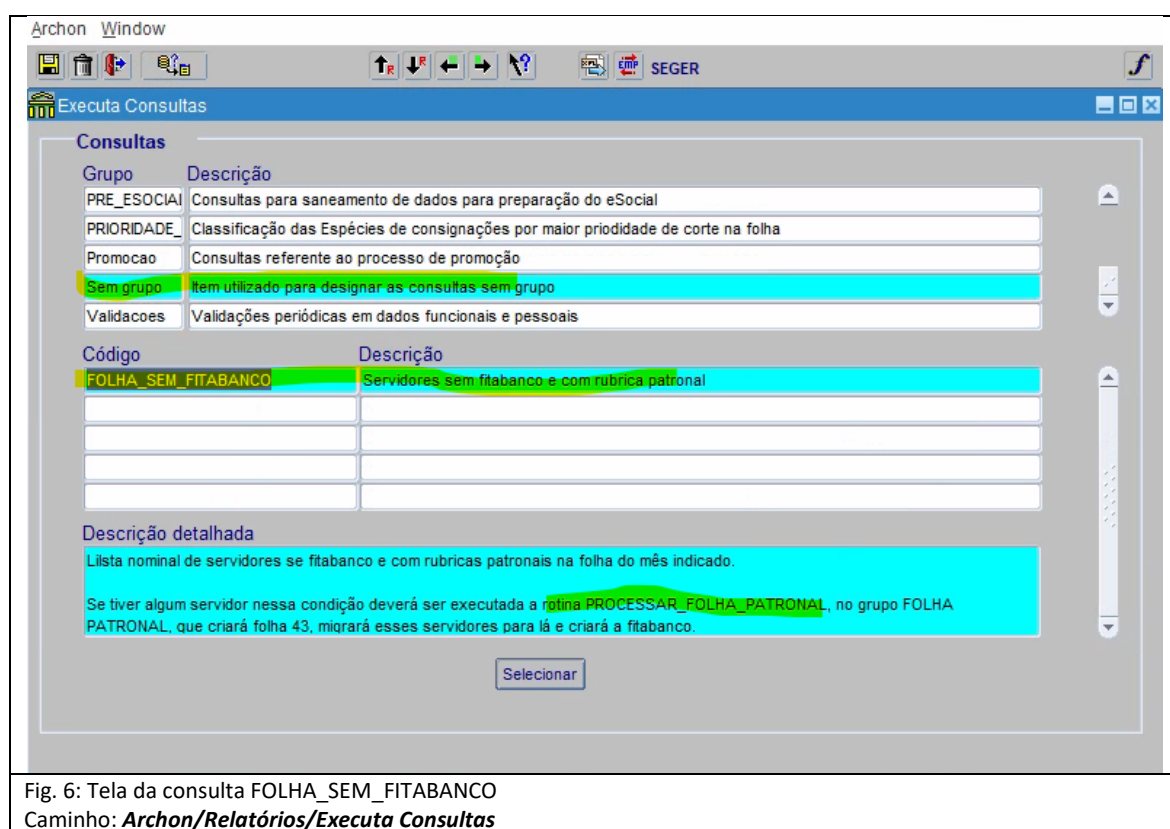 Archon Window
SEGER
Executa Consultas
Consultas
Grupo Descrição
PRE_ESOCIAI Consultas para saneamento de dados para preparação do eSocial
PRIORIDADE_ Classificação das Espécies de consignações por maior priodidade de corte na folha
Promocao Consultas referente ao processo de promoção
Sem grupo Item utilizado para designar as consultas sem grupo
Validacoes Validações periódicas em dados funcionais e pessoais
Código Descrição
FOLHA_SEM_FITABANCO Servidores sem fitabanco e com rubrica patronal
Descrição detalhada
Lilsta nominal de servidores se fitabanco e com rubricas patronais na folha do mês indicado.
Se tiver algum servidor nessa condição deverá ser executada a rotina PROCESSAR_FOLHA_PATRONAL, no grupo FOLHA
PATRONAL, que criará folha 43, migrará esses servidores para lá e criará a fitabanco.
Selecionar
Fig. 6: Tela da consulta FOLHA_SEM_FITABANCO
Caminho: Archon/Relatórios/Executa Consultas